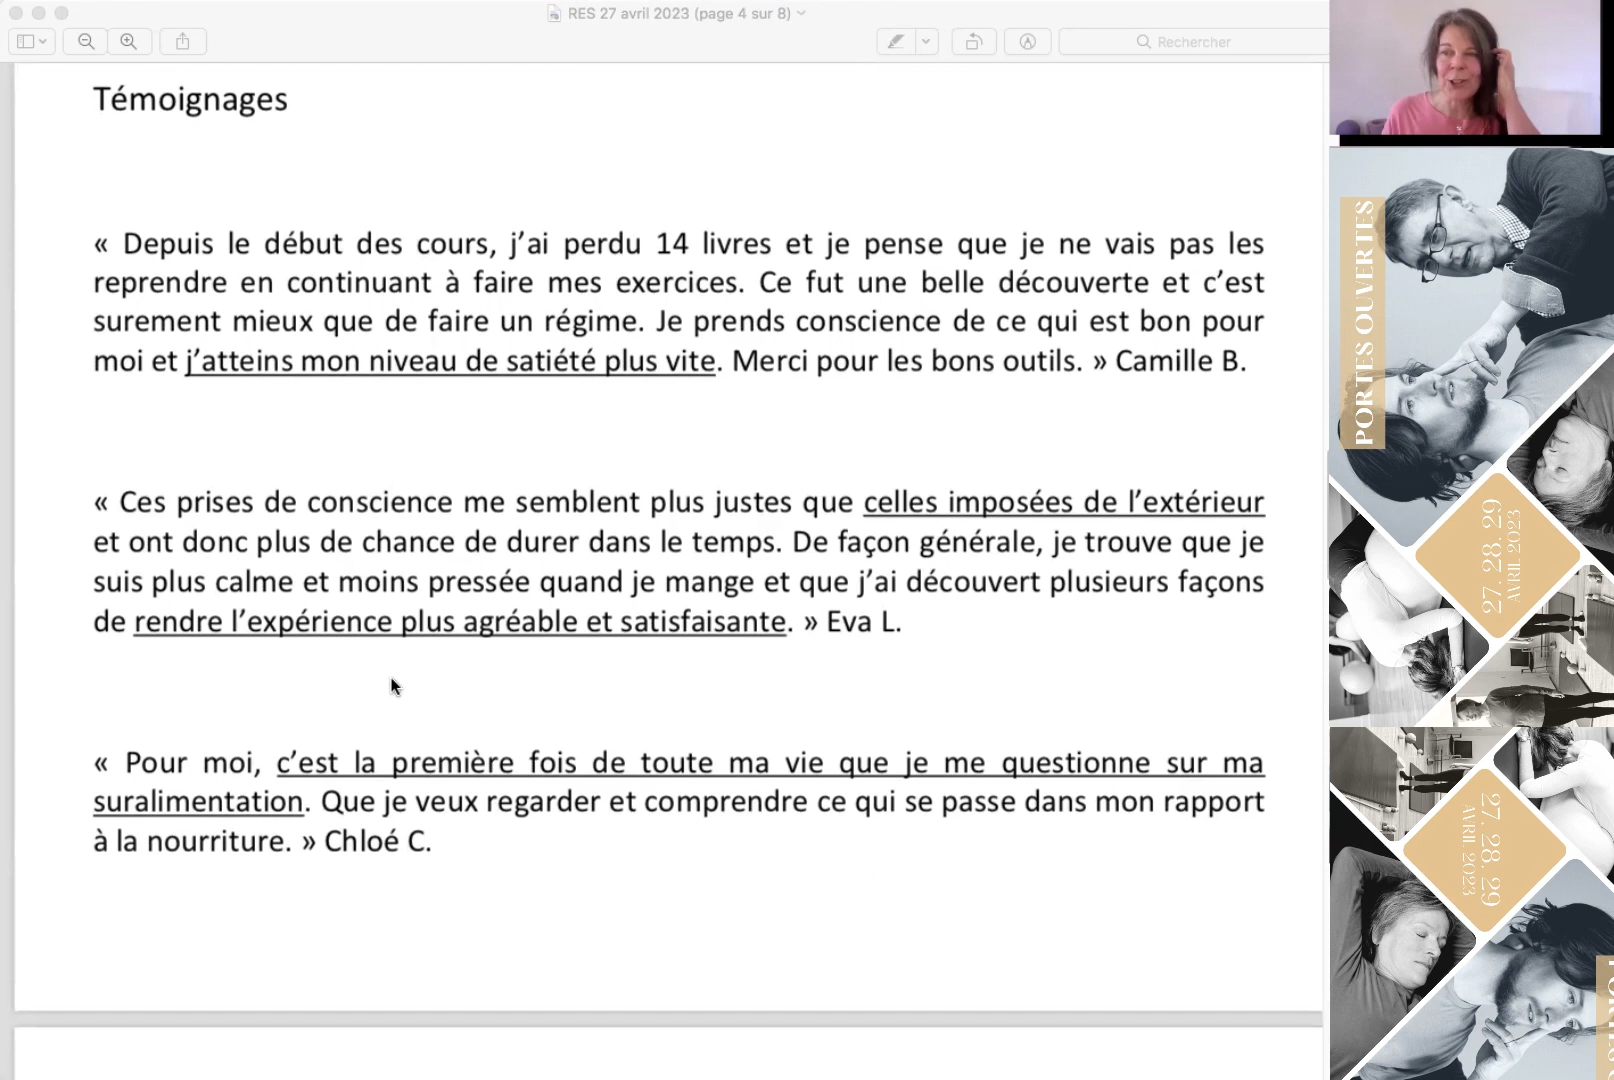 RES 27 avril 2023 (page 4 sur 8)
Rechercher
Témoignages
« Depuis le début des cours, j’ai perdu 14 livres et je pense que je ne vais pas les
reprendre en continuant à faire mes exercices. Ce fut une belle découverte et c’est
surement mieux que de faire un régime. Je prends conscience de ce qui est bon pour
moi et j’atteins mon niveau de satiété plus vite. Merci pour les bons outils. » Camille B.
« Ces prises de conscience me semblent plus justes que celles imposées de l’extérieur
et ont donc plus de chance de durer dans le temps. De façon générale, je trouve que je
suis plus calme et moins pressée quand je mange et que j’ai découvert plusieurs façons
de rendre l’expérience plus agréable et satisfaisante. » Eva L.
« Pour moi, c’est la première fois de toute ma vie que je me questionne sur ma
suralimentation. Que je veux regarder et comprendre ce qui se passe dans mon rapport
à la nourriture. » Chloé C.
PORTES OUVERTES
27. 28. 29
AVRIL 2023
27. 28. 29
AVRIL 2023